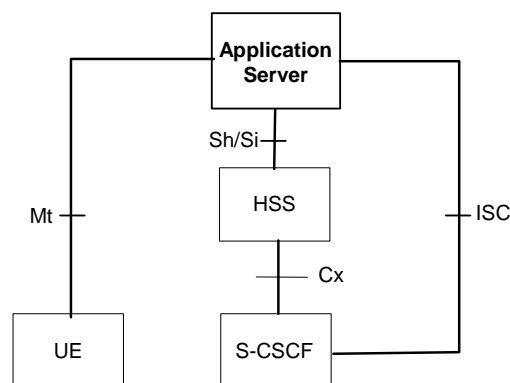 Application
Server
Sh/Si
HSS
Mt
ISC
Cx
UE
S-CSCF